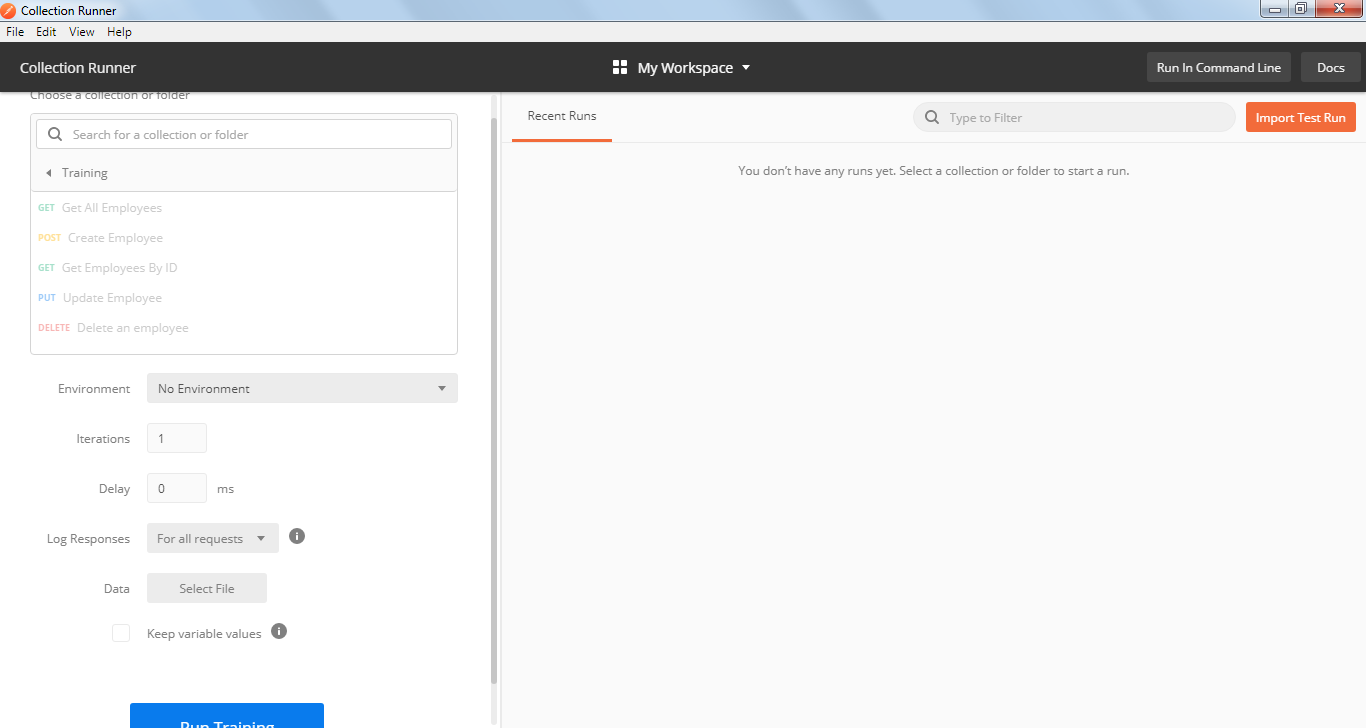 Collection Runner
File Edit View Help
Collection Runner
My Workspace
Run In Command Line
Docs
Choose a collection or folder
Search for a collection or folder
Training
GET Get All Employees
POST Create Employee
GET Get Employees By ID
PUT Update Employee
DELETE Delete an employee
Environment No Environment
Iterations 1
Delay 0 ms
Log Responses For all requests
Data Select File
Keep variable values
Run Training
Recent Runs
Type to Filter
Import Test Run
You don't have any runs yet. Select a collection or folder to start a run.